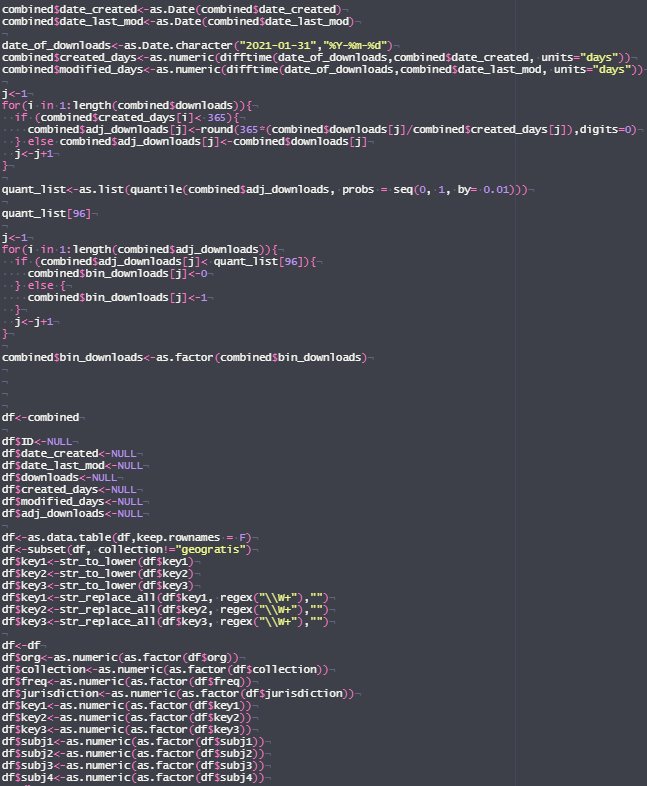 combined$date_created<-as.Date(combined$date_created)
combined$date_last_mod<-as.Date(combined$date_last_mod)
date_of_downloads<-as.Date.character("2021-01-31","%Y-%m-%d")
combined$created_days<-as.numeric(difftime(date_of_downloads,combined$date_created, units="days"))
combined$modified_days<-as.numeric(difftime(date_of_downloads,combined$date_last_mod, units="days"))
j<-1
for(i in 1:length(combined$downloads)){
  if (combined$created_days[i]< 365){
    combined$adj_downloads[j]<-round(365*(combined$downloads[j]/combined$created_days[j]),digits=0)
  } else combined$adj_downloads[j]<-combined$downloads[j]
  j<-j+1
}
quant_list<-as.list(quantile(combined$adj_downloads, probs = seq(0, 1, by= 0.01)))
quant_list[96]
j<-1
for(i in 1:length(combined$adj_downloads)){
  if (combined$adj_downloads[j]< quant_list[96]){
    combined$bin_downloads[j]<-0
  } else {
    combined$bin_downloads[j]<-1
  }
  j<-j+1
}
combined$bin_downloads<-as.factor(combined$bin_downloads)
df<-combined
df$ID<-NULL
df$date_created<-NULL
df$date_last_mod<-NULL
df$downloads<-NULL
df$created_days<-NULL
df$modified_days<-NULL
df$adj_downloads<-NULL
df<-as.data.table(df,keep.rownames = F)
df<-subset(df, collection!="geogratis")
df$key1<-str_to_lower(df$key1)
df$key2<-str_to_lower(df$key2)
df$key3<-str_to_lower(df$key3)
df$key1<-str_replace_all(df$key1, regex("\\W+"),"")
df$key2<-str_replace_all(df$key2, regex("\\W+"),"")
df$key3<-str_replace_all(df$key3, regex("\\W+"),"")
df<-df
df$org<-as.numeric(as.factor(df$org))
df$collection<-as.numeric(as.factor(df$collection))
df$freq<-as.numeric(as.factor(df$freq))
df$jurisdiction<-as.numeric(as.factor(df$jurisdiction))
df$key1<-as.numeric(as.factor(df$key1))
df$key2<-as.numeric(as.factor(df$key2))
df$key3<-as.numeric(as.factor(df$key3))
df$subj1<-as.numeric(as.factor(df$subj1))
df$subj2<-as.numeric(as.factor(df$subj2))
df$subj3<-as.numeric(as.factor(df$subj3))
df$subj4<-as.numeric(as.factor(df$subj4))